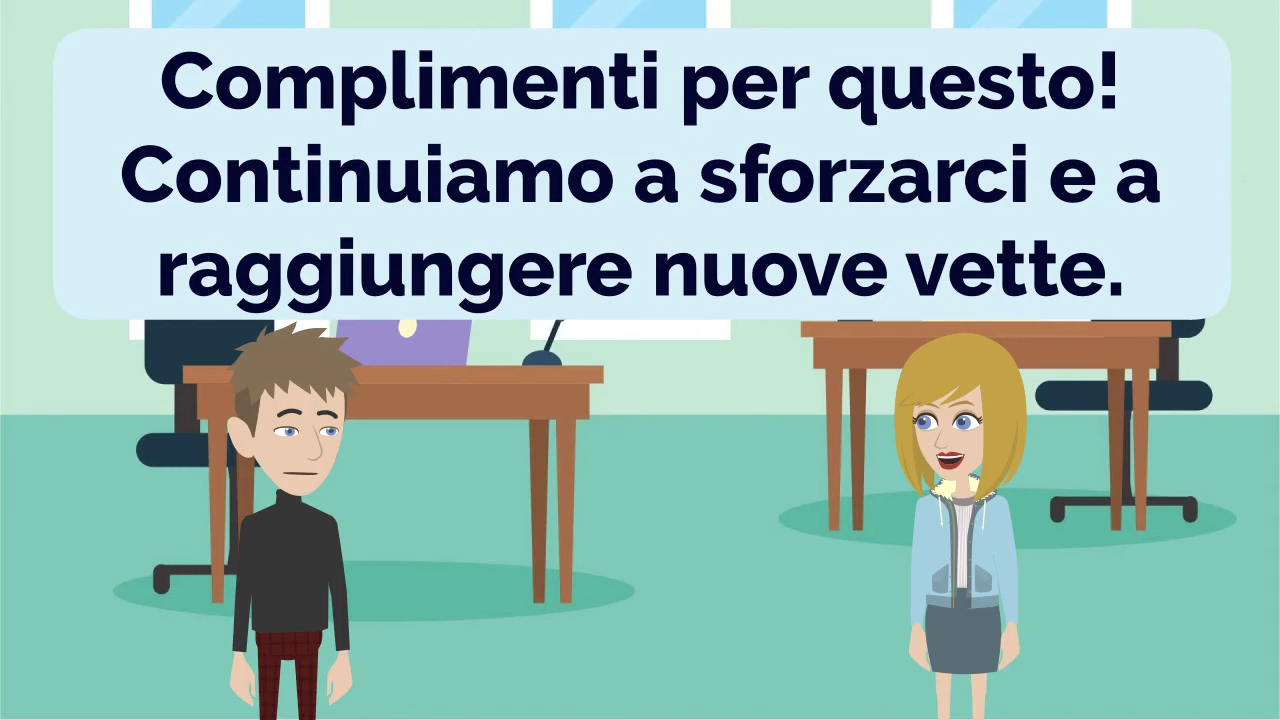 Complimenti per questo!
Continuiamo a sforzarci e a
raggiungere nuove vette.